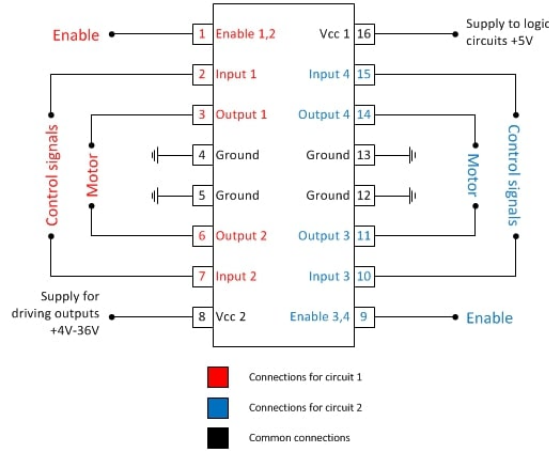 Enable
1 Enable 1,2
Vcc 1 16
Supply to logic
circuits +5V
2 Input 1
Input 4 15
3 Output 1
Output 4 14
Control signals
Motor
4 Ground
Ground 13
Motor
Control signals
5 Ground
Ground 12
6 Output 2
Output 3 11
7 Input 2
Input 3 10
Supply for
driving outputs
+4V-36V
8 Vcc 2
Enable 3,4 9
Enable
Connections for circuit 1
Connections for circuit 2
Common connections